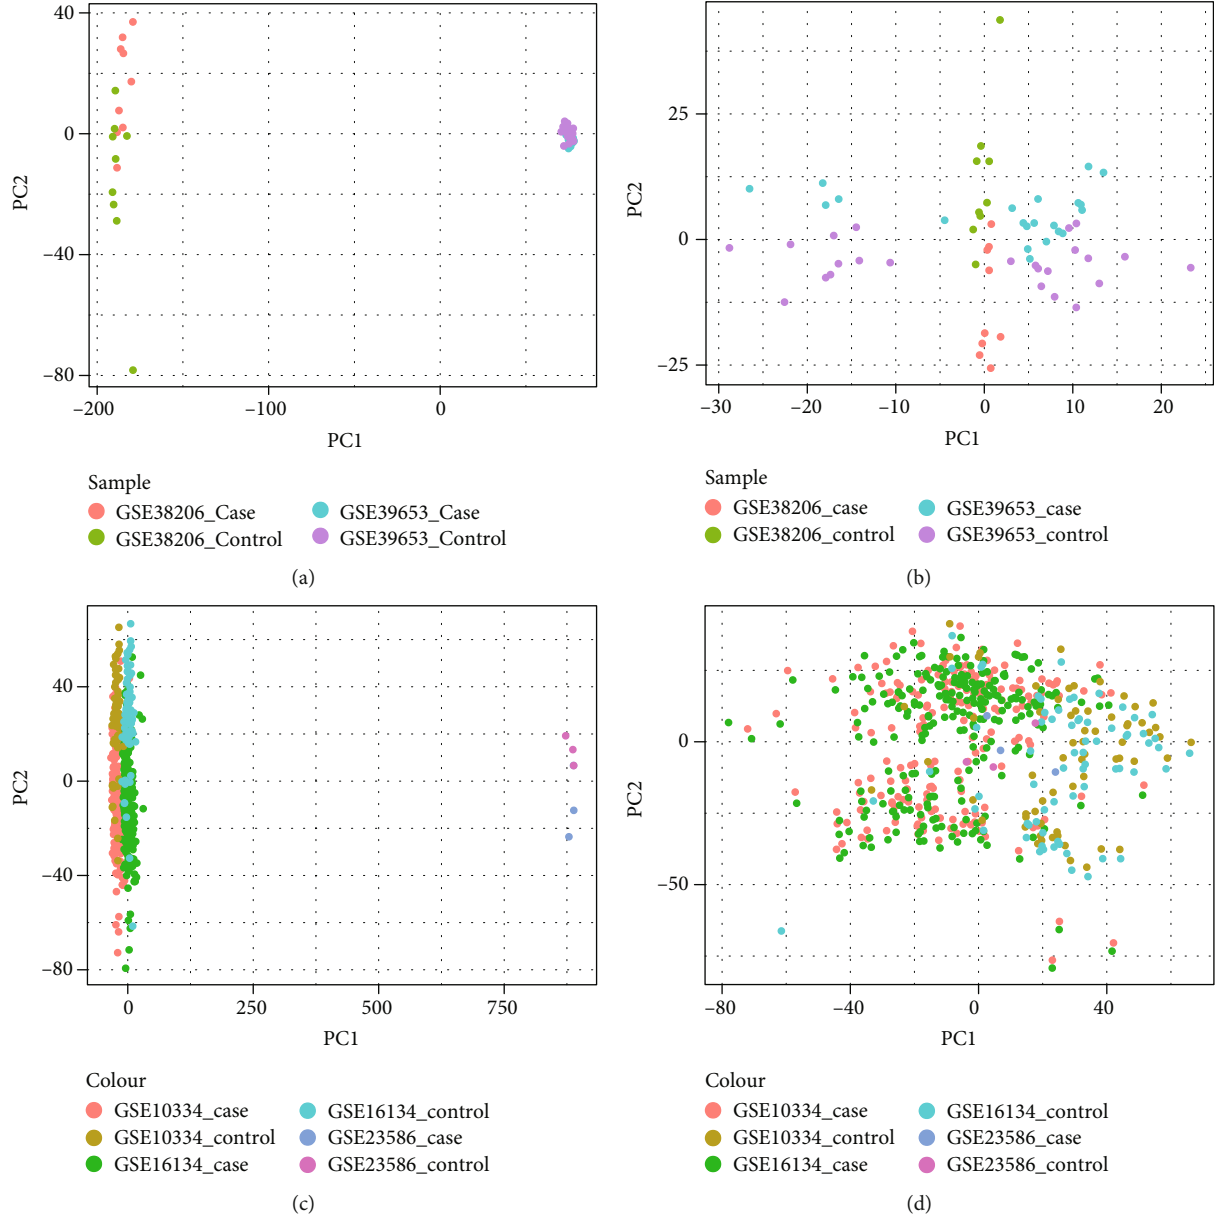 40
0
−40
−80
PC2
−200
−100
0
PC1
Sample
GSE38206_Case
GSE39653_Case
GSE38206_Control
GSE39653_Control
(a)
25
0
−25
PC2
−30
−20
−10
0
10
20
PC1
Sample
GSE38206_case
GSE39653_case
GSE38206_control
GSE39653_control
(b)
40
0
−40
−80
PC2
0
250
500
750
PC1
Colour
GSE10334_case
GSE16134_control
GSE10334_control
GSE23586_case
GSE16134_case
GSE23586_control
(c)
0
−50
PC2
−80
−40
0
40
PC1
Colour
GSE10334_case
GSE16134_control
GSE10334_control
GSE23586_case
GSE16134_case
GSE23586_control
(d)